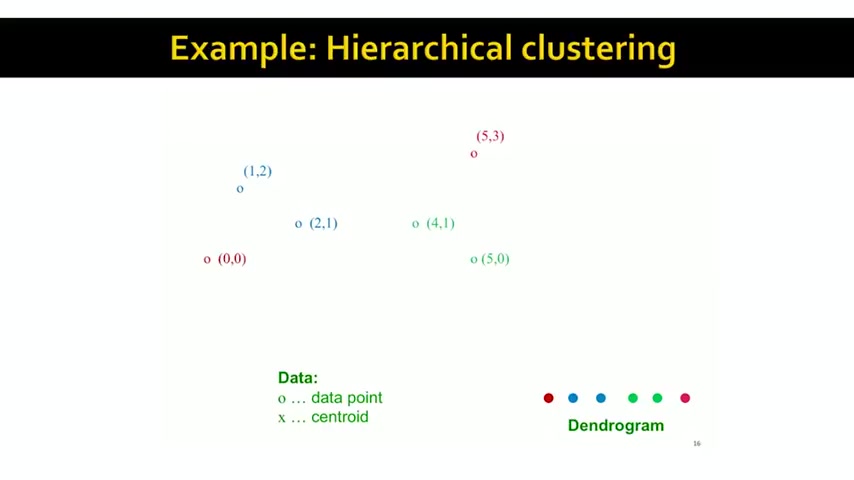 Example: Hierarchical clustering
(5,3)
o
(1,2)
o
o (2,1)
o (4,1)
o (0,0)
o (5,0)
Data:
o … data point
x … centroid
Dendrogram
16